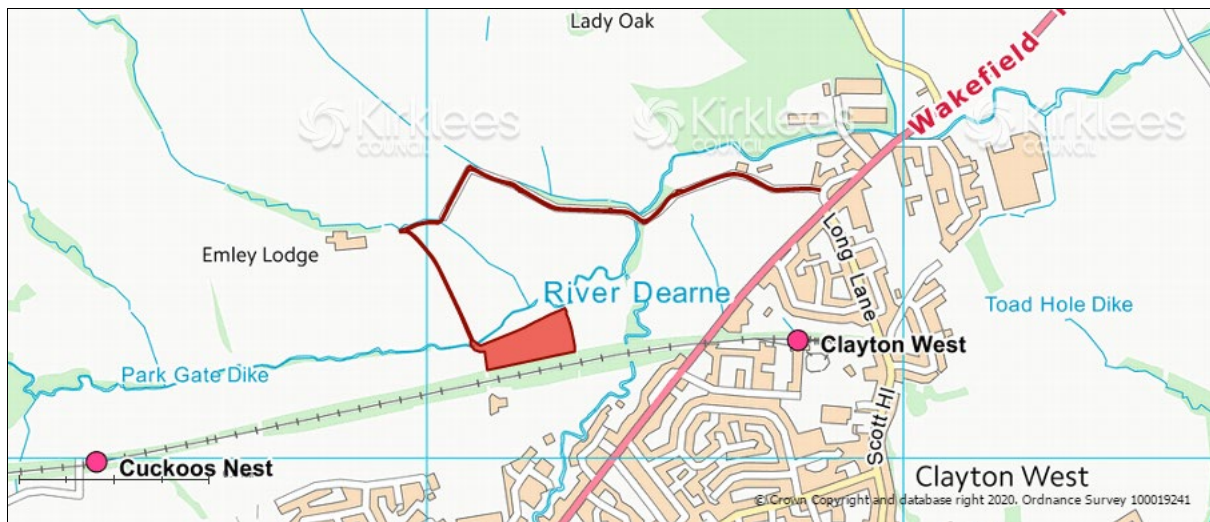 Lady Oak
Wakefield
Kirklees
COUNCIL
Kirklees
COUNCIL
Kirklees
COUNCIL
Emley Lodge
Long Lane
River Dearne
Toad Hole Dike
Clayton West
Park Gate Dike
Scott Hl
Cuckoos Nest
Clayton West
© Crown Copyright and database right 2020. Ordnance Survey 100019241